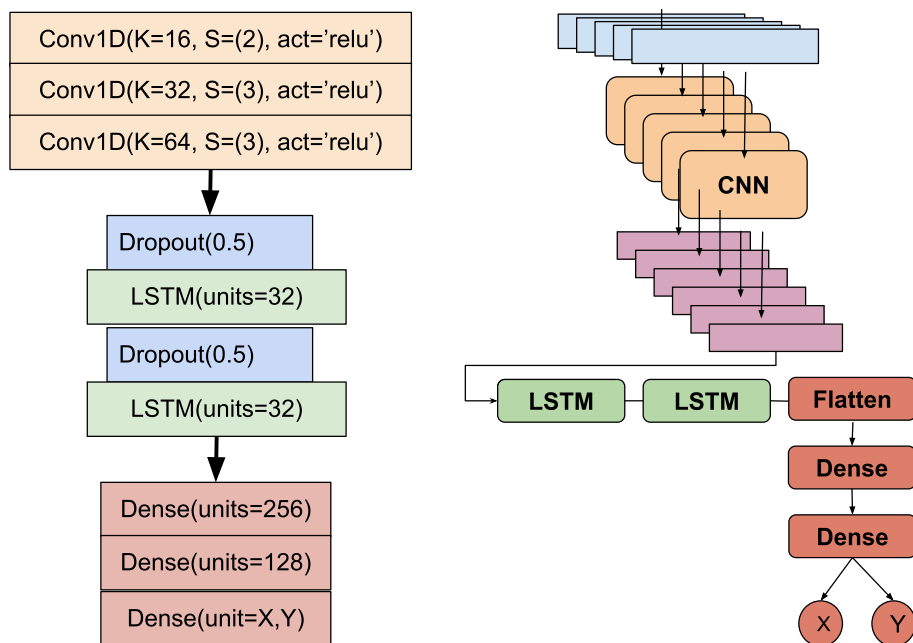 Conv1D(K=16, S=(2), act=’relu’)
Conv1D(K=32, S=(3), act=’relu’)
Conv1D(K=64, S=(3), act=’relu’)
Dropout(0.5)
LSTM(units=32)
Dropout(0.5)
LSTM(units=32)
Dense(units=256)
Dense(units=128)
Dense(unit=X,Y)
CNN
LSTM
LSTM
Flatten
Dense
Dense
X
Y